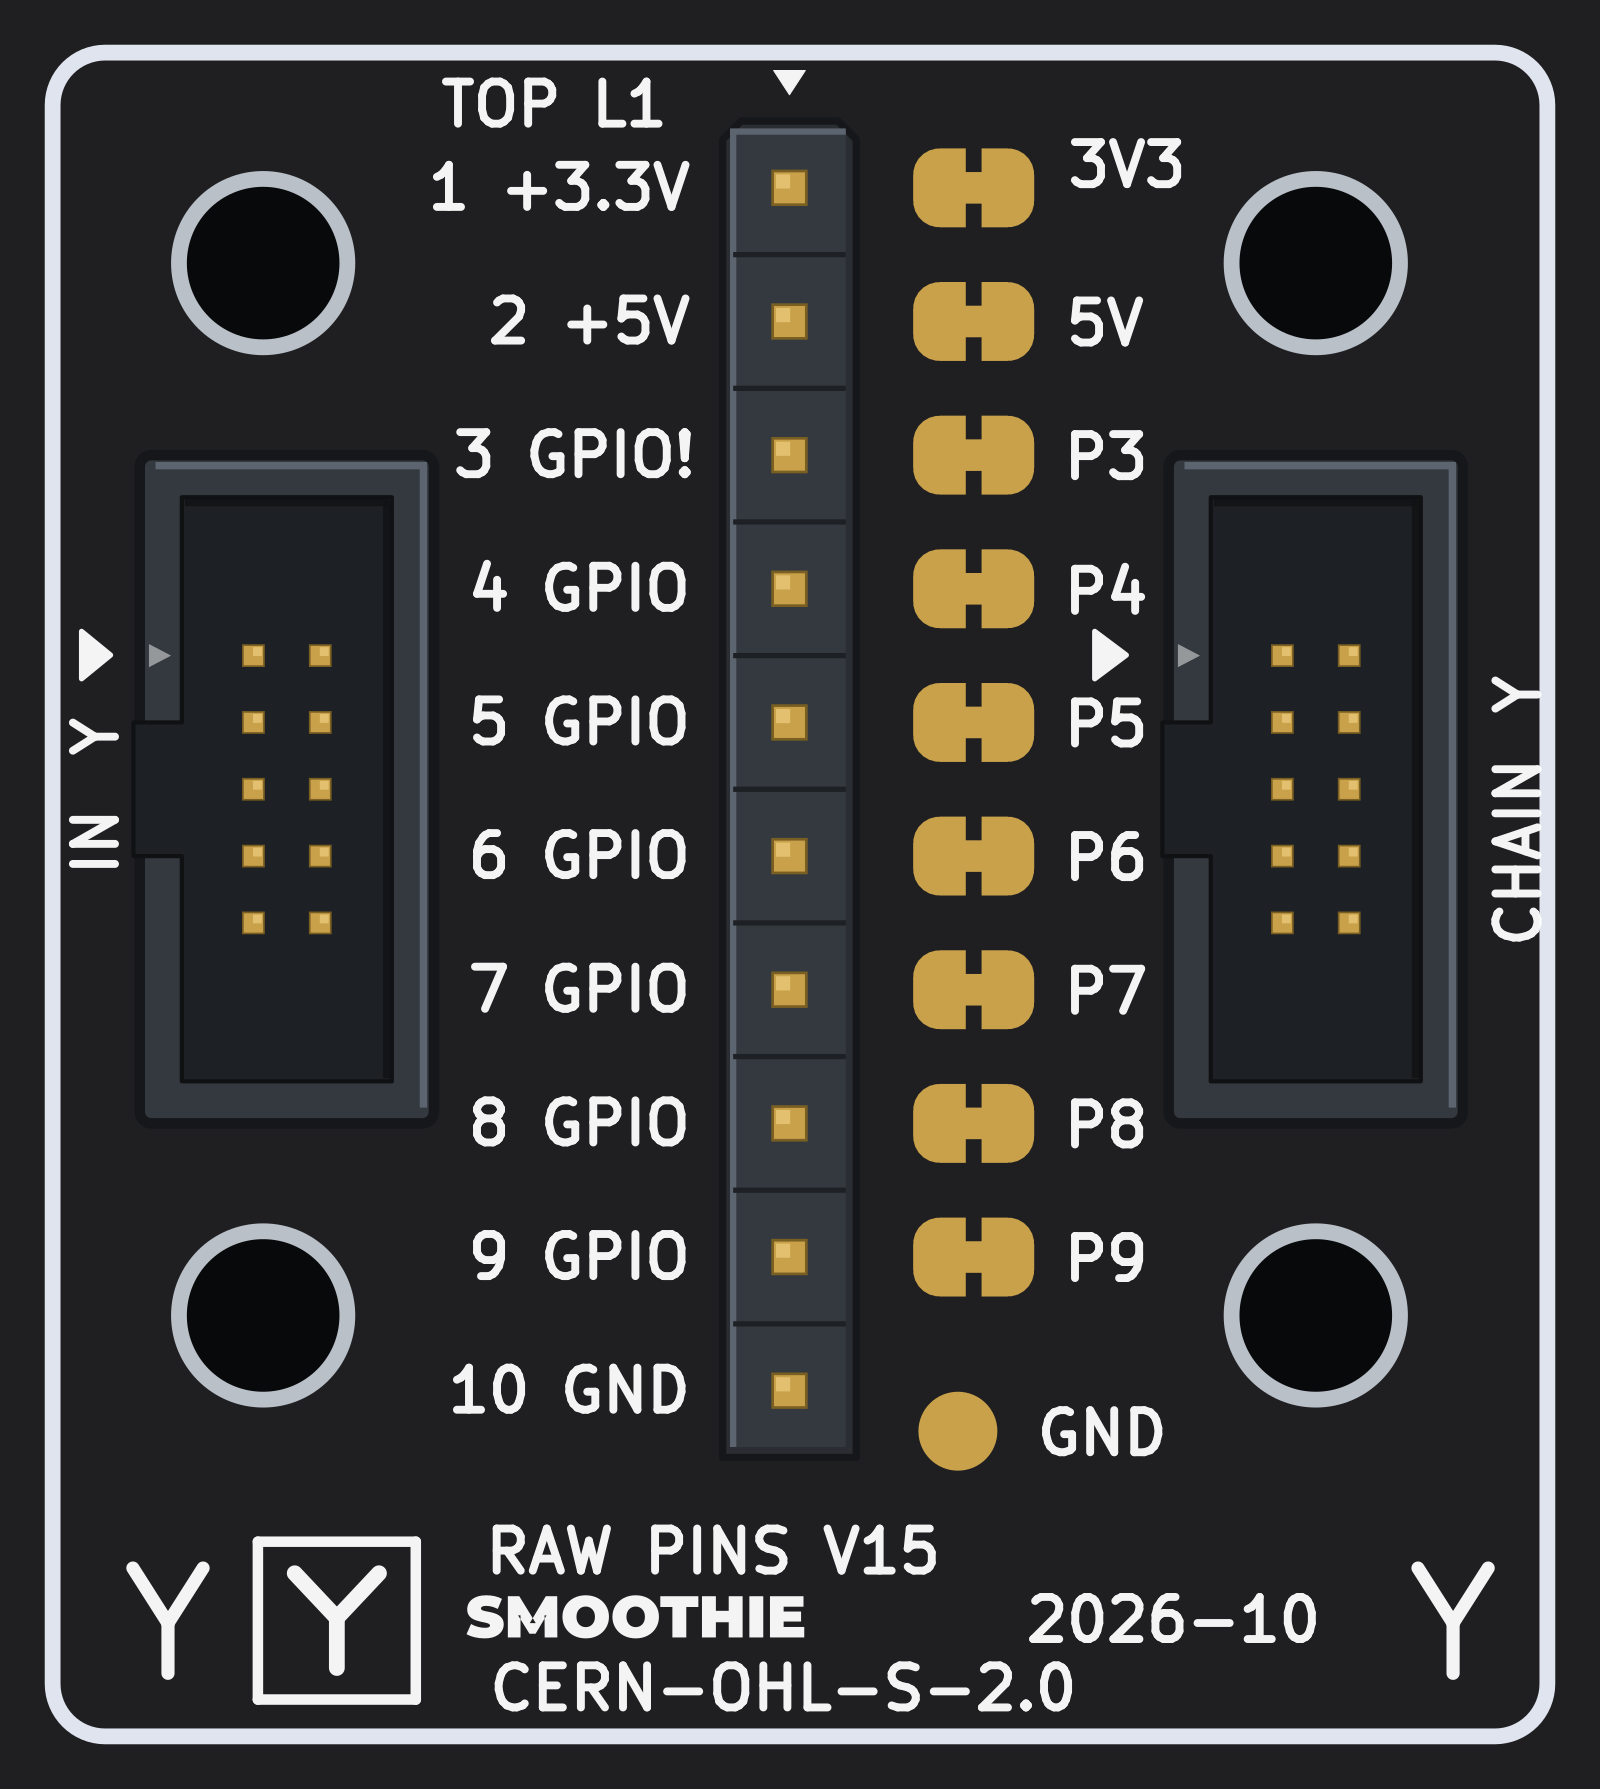 TOP L1
1 +3.3V
3V3
2 +5V
5V
3 GPIO!
P3
4 GPIO
P4
5 GPIO
P5
6 GPIO
P6
7 GPIO
P7
8 GPIO
P8
9 GPIO
P9
10 GND
GND
IN Y
CHAIN Y
RAW PINS V15
SMOOTHIE
2026-10
CERN-OHL-S-2.0
Y
Y
Y